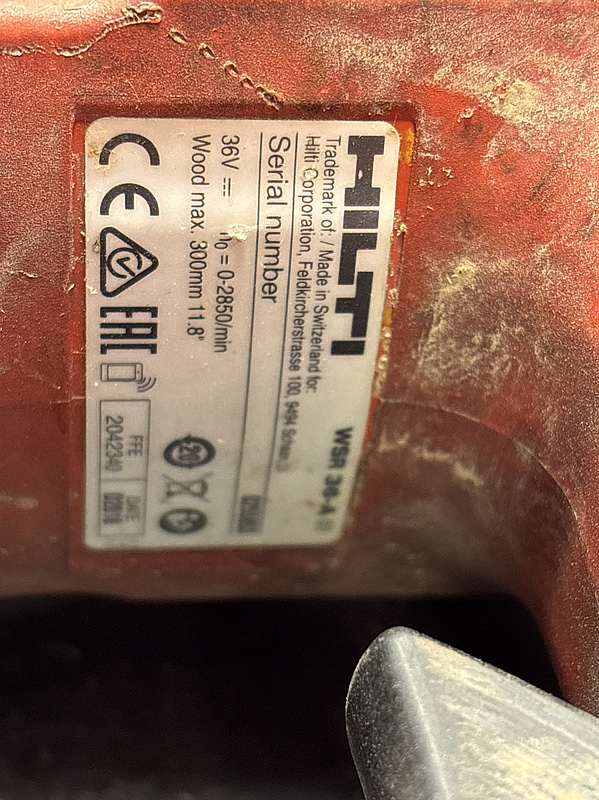 HILTI WSR 36-A
Trademark of: / Made in Switzerland for:
Hilti Corporation, Feldkircherstrasse 100, 9494 Schaan
Serial number
36V n₀ = 0-2850/min
Wood max. 300mm 11.8"
20
CE
EAC
FFE
2042340
DATE